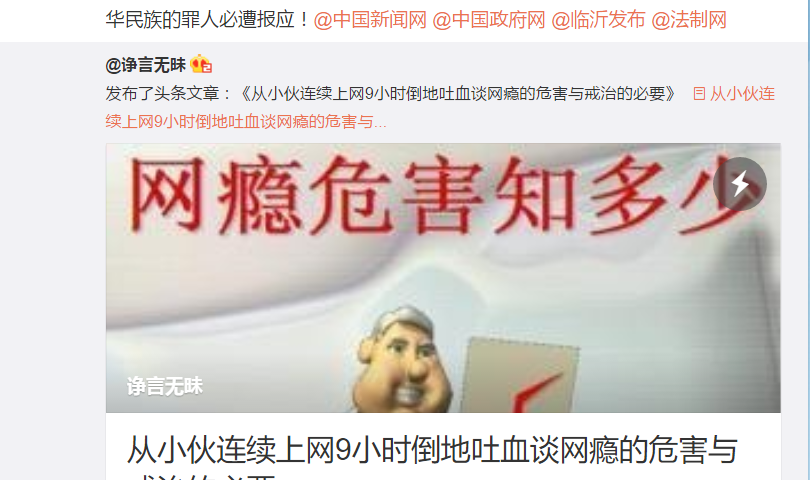 华民族的罪人必遭报应！@中国新闻网 @中国政府网 @临沂发布 @法制网
@诤言无昧
发布了头条文章：《从小伙连续上网9小时倒地吐血谈网瘾的危害与戒治的必要》 从小伙连
续上网9小时倒地吐血谈网瘾的危害与...
网瘾危害知多少
诤言无昧
从小伙连续上网9小时倒地吐血谈网瘾的危害与